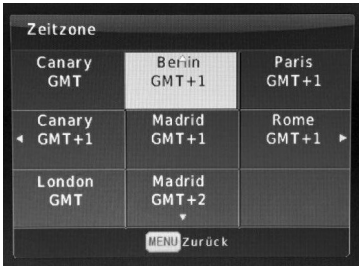 Zeitzone
Canary
GMT
Berlin
GMT+1
Paris
GMT+1
Canary
GMT+1
Madrid
GMT+1
Rome
GMT+1
London
GMT
Madrid
GMT+2
MENU Zurück